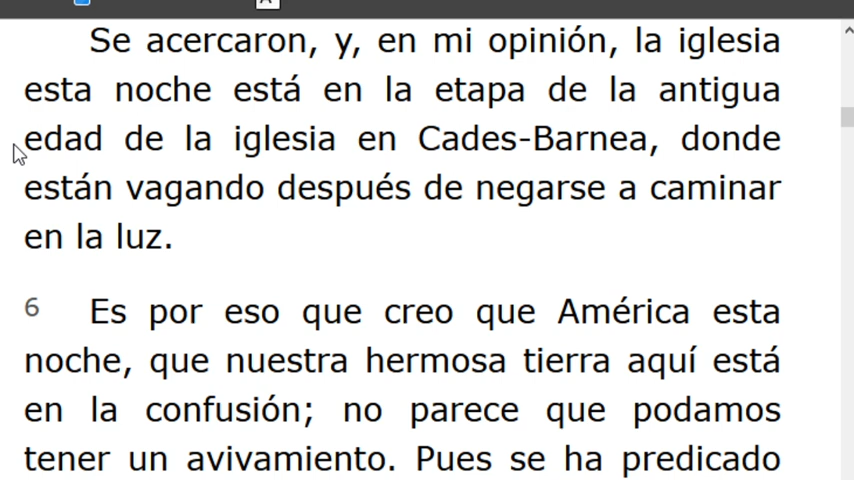 Se acercaron, y, en mi opinión, la iglesia
esta noche está en la etapa de la antigua
edad de la iglesia en Cades-Barnea, donde
están vagando después de negarse a caminar
en la luz.
6 Es por eso que creo que América esta
noche, que nuestra hermosa tierra aquí está
en la confusión; no parece que podamos
tener un avivamiento. Pues se ha predicado